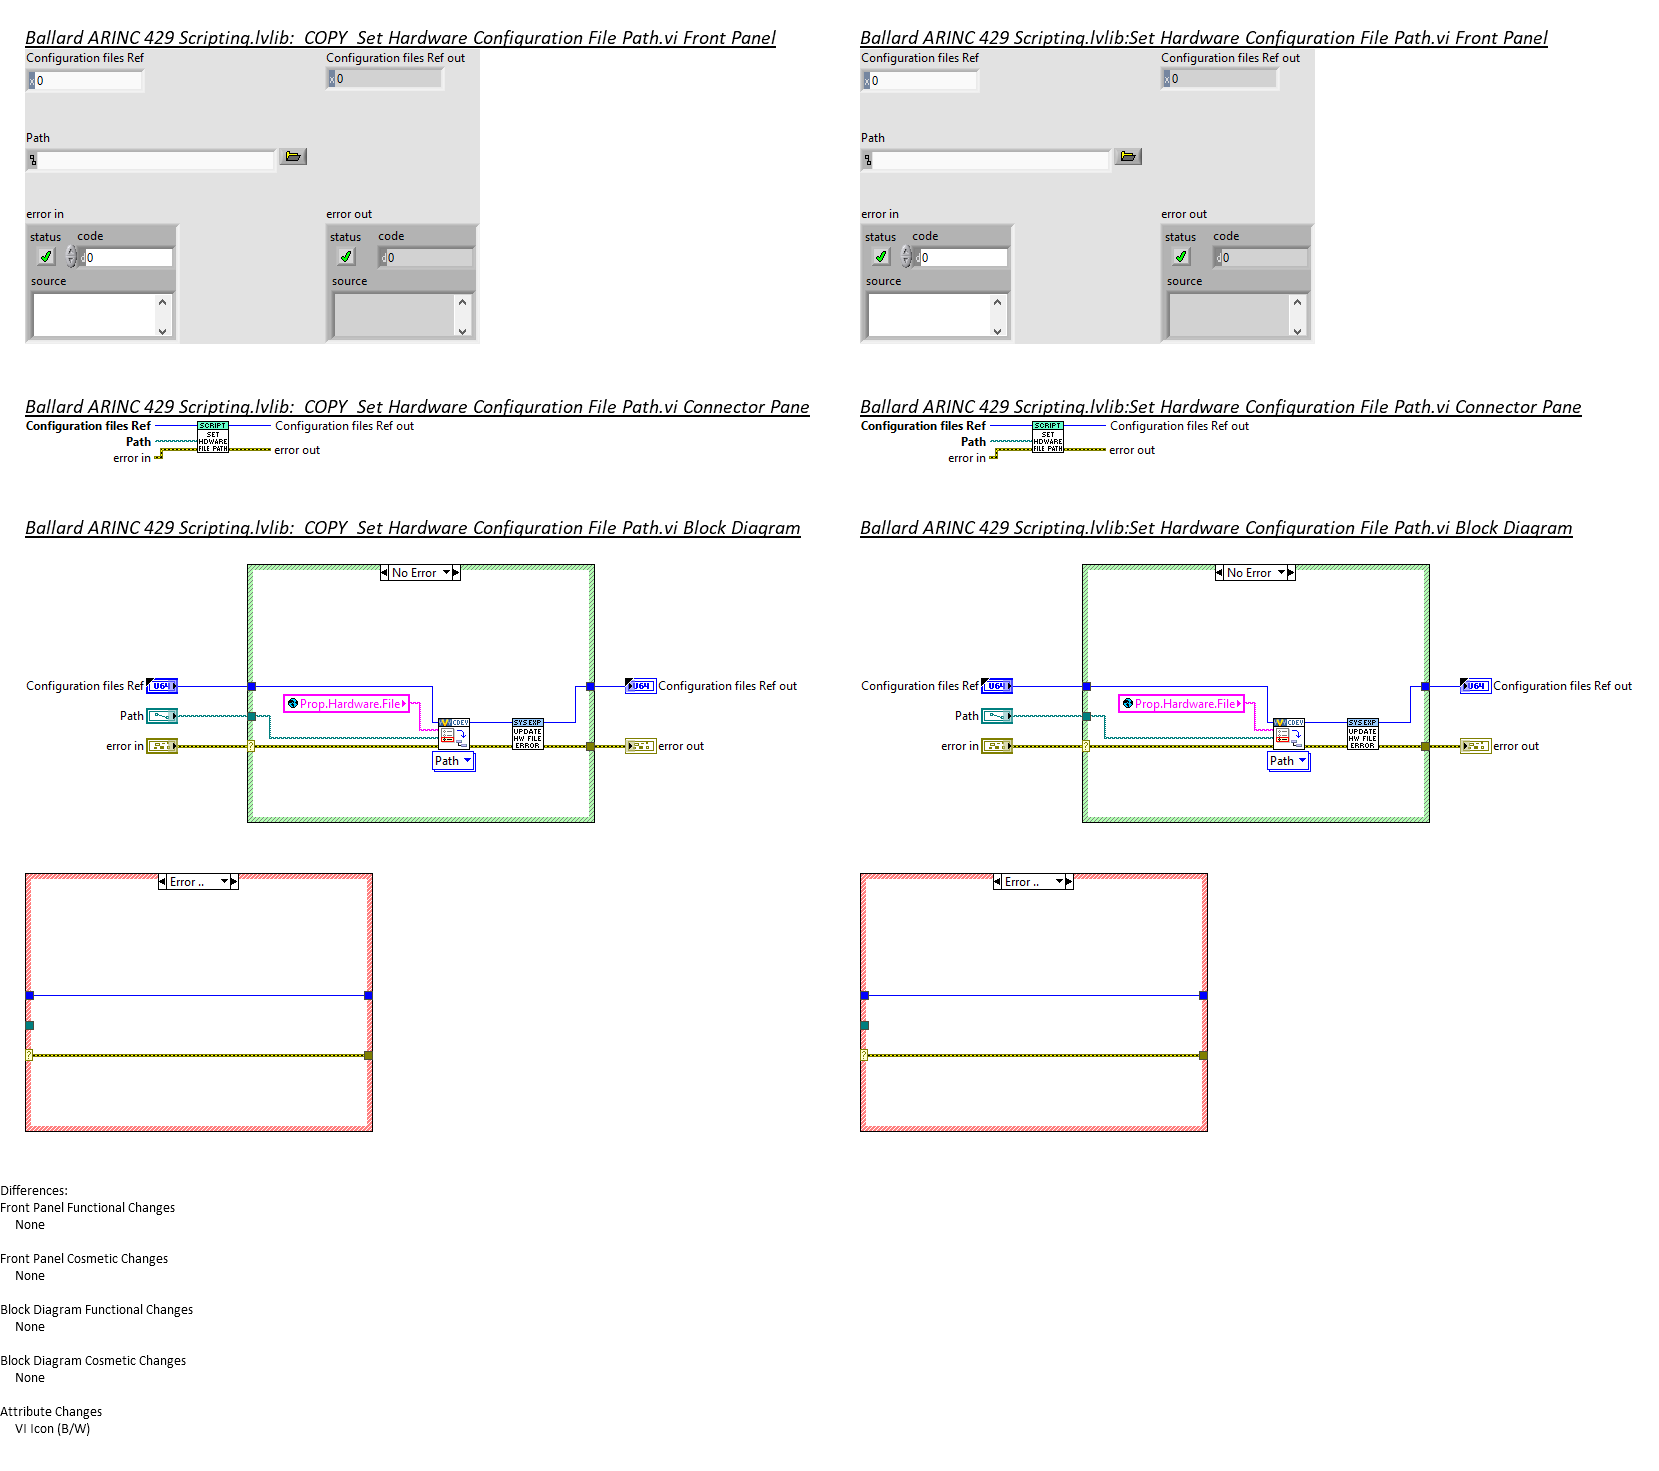 Ballard ARINC 429 Scripting.lvlib:  COPY  Set Hardware Configuration File Path.vi Front Panel
Configuration files Ref
Configuration files Ref out
x 0
x 0
Path
error in
error out
status
code
status
code
d 0
d 0
source
source
Ballard ARINC 429 Scripting.lvlib:Set Hardware Configuration File Path.vi Front Panel
Configuration files Ref
Configuration files Ref out
x 0
x 0
Path
error in
error out
status
code
status
code
d 0
d 0
source
source
Ballard ARINC 429 Scripting.lvlib:  COPY  Set Hardware Configuration File Path.vi Connector Pane
Configuration files Ref
Path
error in
SCRIPT
SET
HDWARE
FILE PATH
Configuration files Ref out
error out
Ballard ARINC 429 Scripting.lvlib:Set Hardware Configuration File Path.vi Connector Pane
Configuration files Ref
Path
error in
SCRIPT
SET
HDWARE
FILE PATH
Configuration files Ref out
error out
Ballard ARINC 429 Scripting.lvlib:  COPY  Set Hardware Configuration File Path.vi Block Diagram
No Error
Configuration files Ref
U64
Path
error in
Prop.Hardware.File
CDEV
Path
SYS EXP
UPDATE
HW FILE
ERROR
U64
Configuration files Ref out
error out
Error ..
Ballard ARINC 429 Scripting.lvlib:Set Hardware Configuration File Path.vi Block Diagram
No Error
Configuration files Ref
U64
Path
error in
Prop.Hardware.File
CDEV
Path
SYS EXP
UPDATE
HW FILE
ERROR
U64
Configuration files Ref out
error out
Error ..
?
?
?
?
Differences:
Front Panel Functional Changes
None
Front Panel Cosmetic Changes
None
Block Diagram Functional Changes
None
Block Diagram Cosmetic Changes
None
Attribute Changes
VI Icon (B/W)